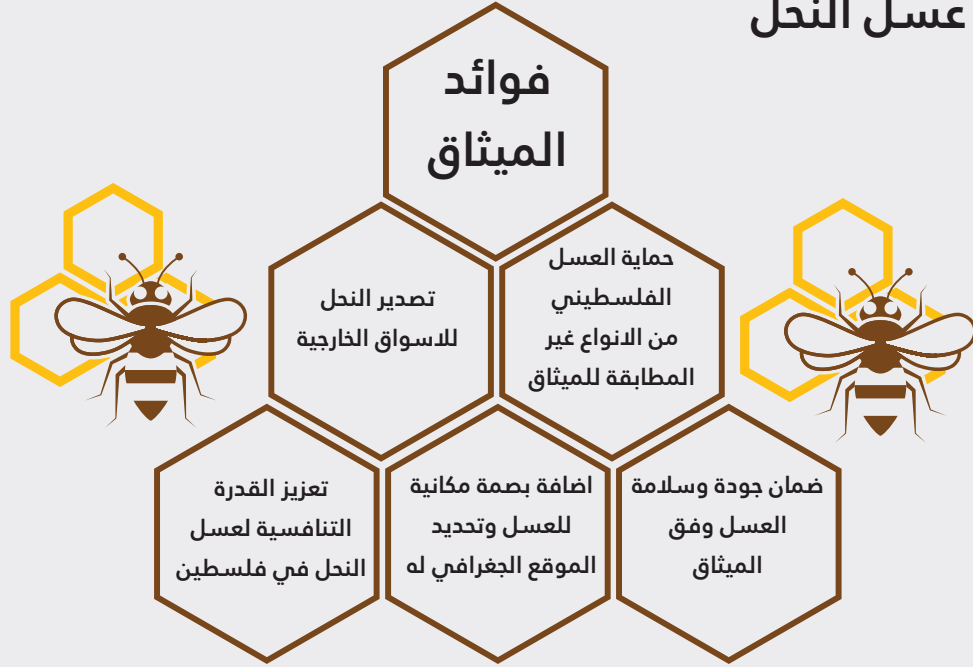 عسل النحل
فوائد
الميثاق
حماية العسل
الفلسطيني
من الانواع غير
المطابقة للميثاق
تصدير النحل
للاسواق الخارجية
ضمان جودة وسلامة
العسل وفق
الميثاق
اضافة بصمة مكانية
للعسل وتحديد
الموقع الجغرافي له
تعزيز القدرة
التنافسية لعسل
النحل في فلسطين